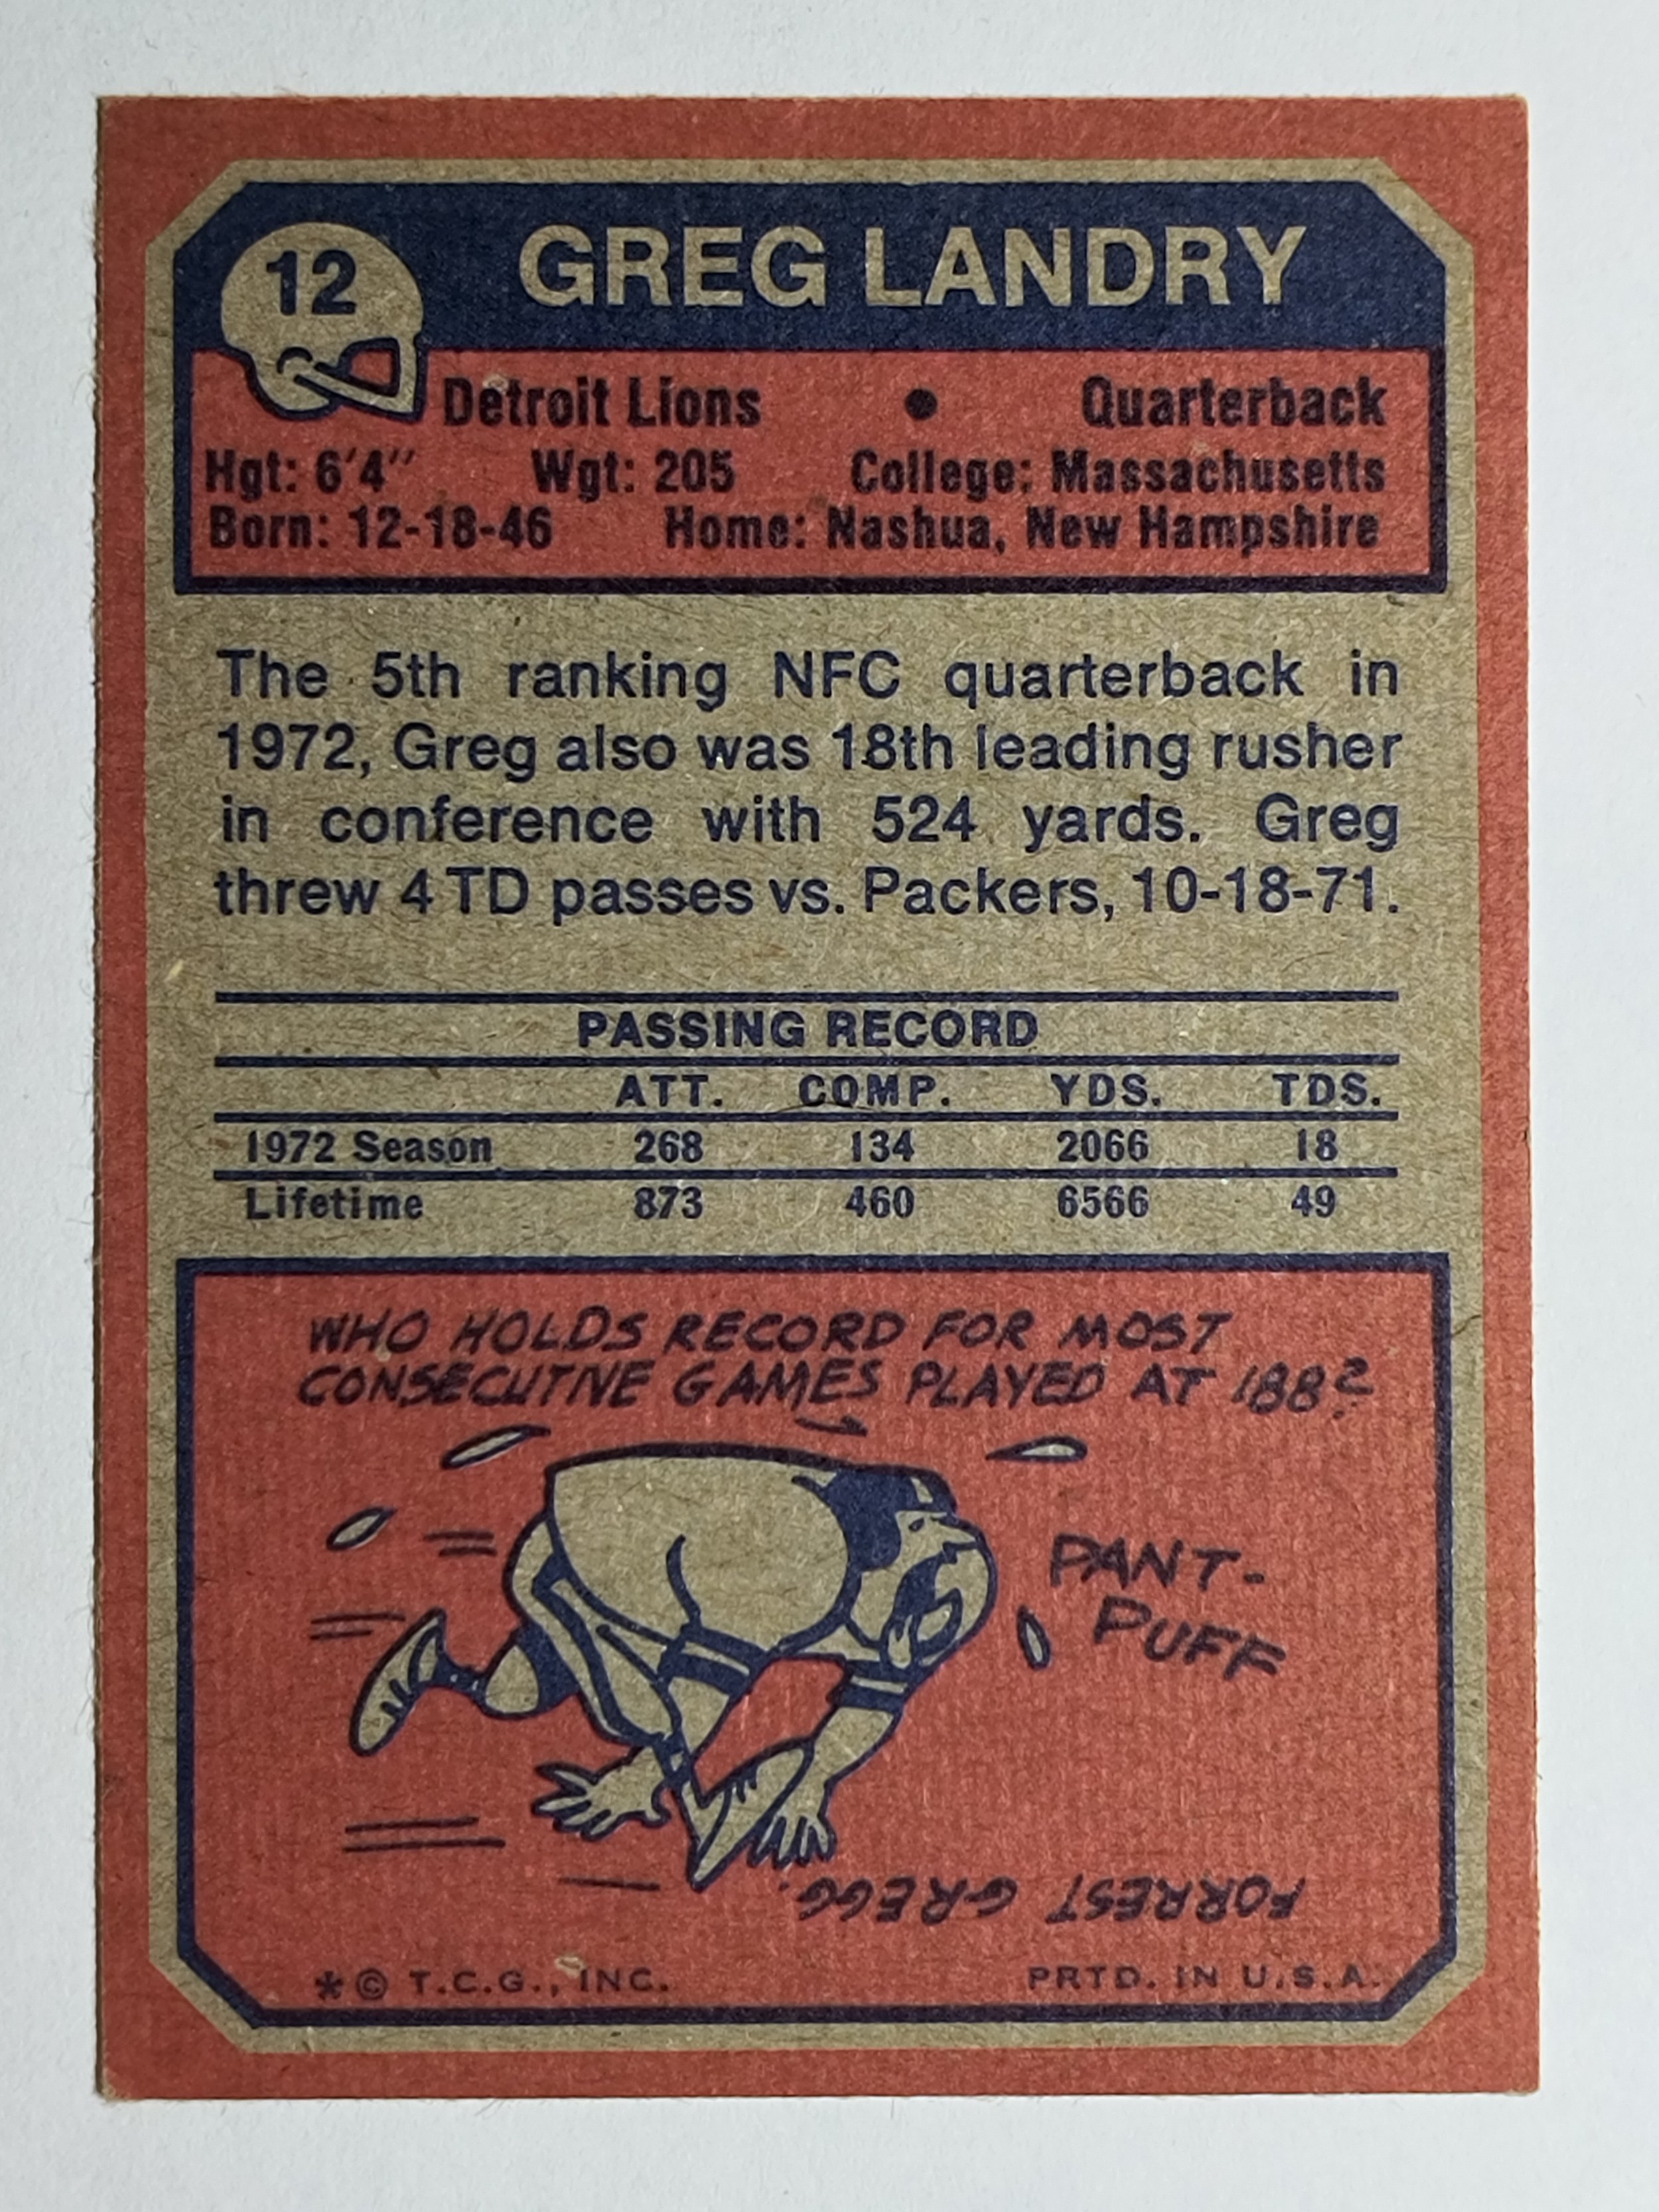 12
GREG LANDRY
Detroit Lions ● Quarterback
Hgt: 6'4" Wgt: 205 College: Massachusetts
Born: 12-18-46 Home: Nashua, New Hampshire
The 5th ranking NFC quarterback in
1972, Greg also was 18th leading rusher
in conference with 524 yards. Greg
threw 4 TD passes vs. Packers, 10-18-71.
PASSING RECORD
ATT. COMP. YDS. TDS.
1972 Season 268 134 2066 18
Lifetime 873 460 6566 49
WHO HOLDS RECORD FOR MOST
CONSECUTIVE GAMES PLAYED AT 188?
PANT-
PUFF
FORREST GREGG.
*© T.C.G., INC. PRTD. IN U.S.A.